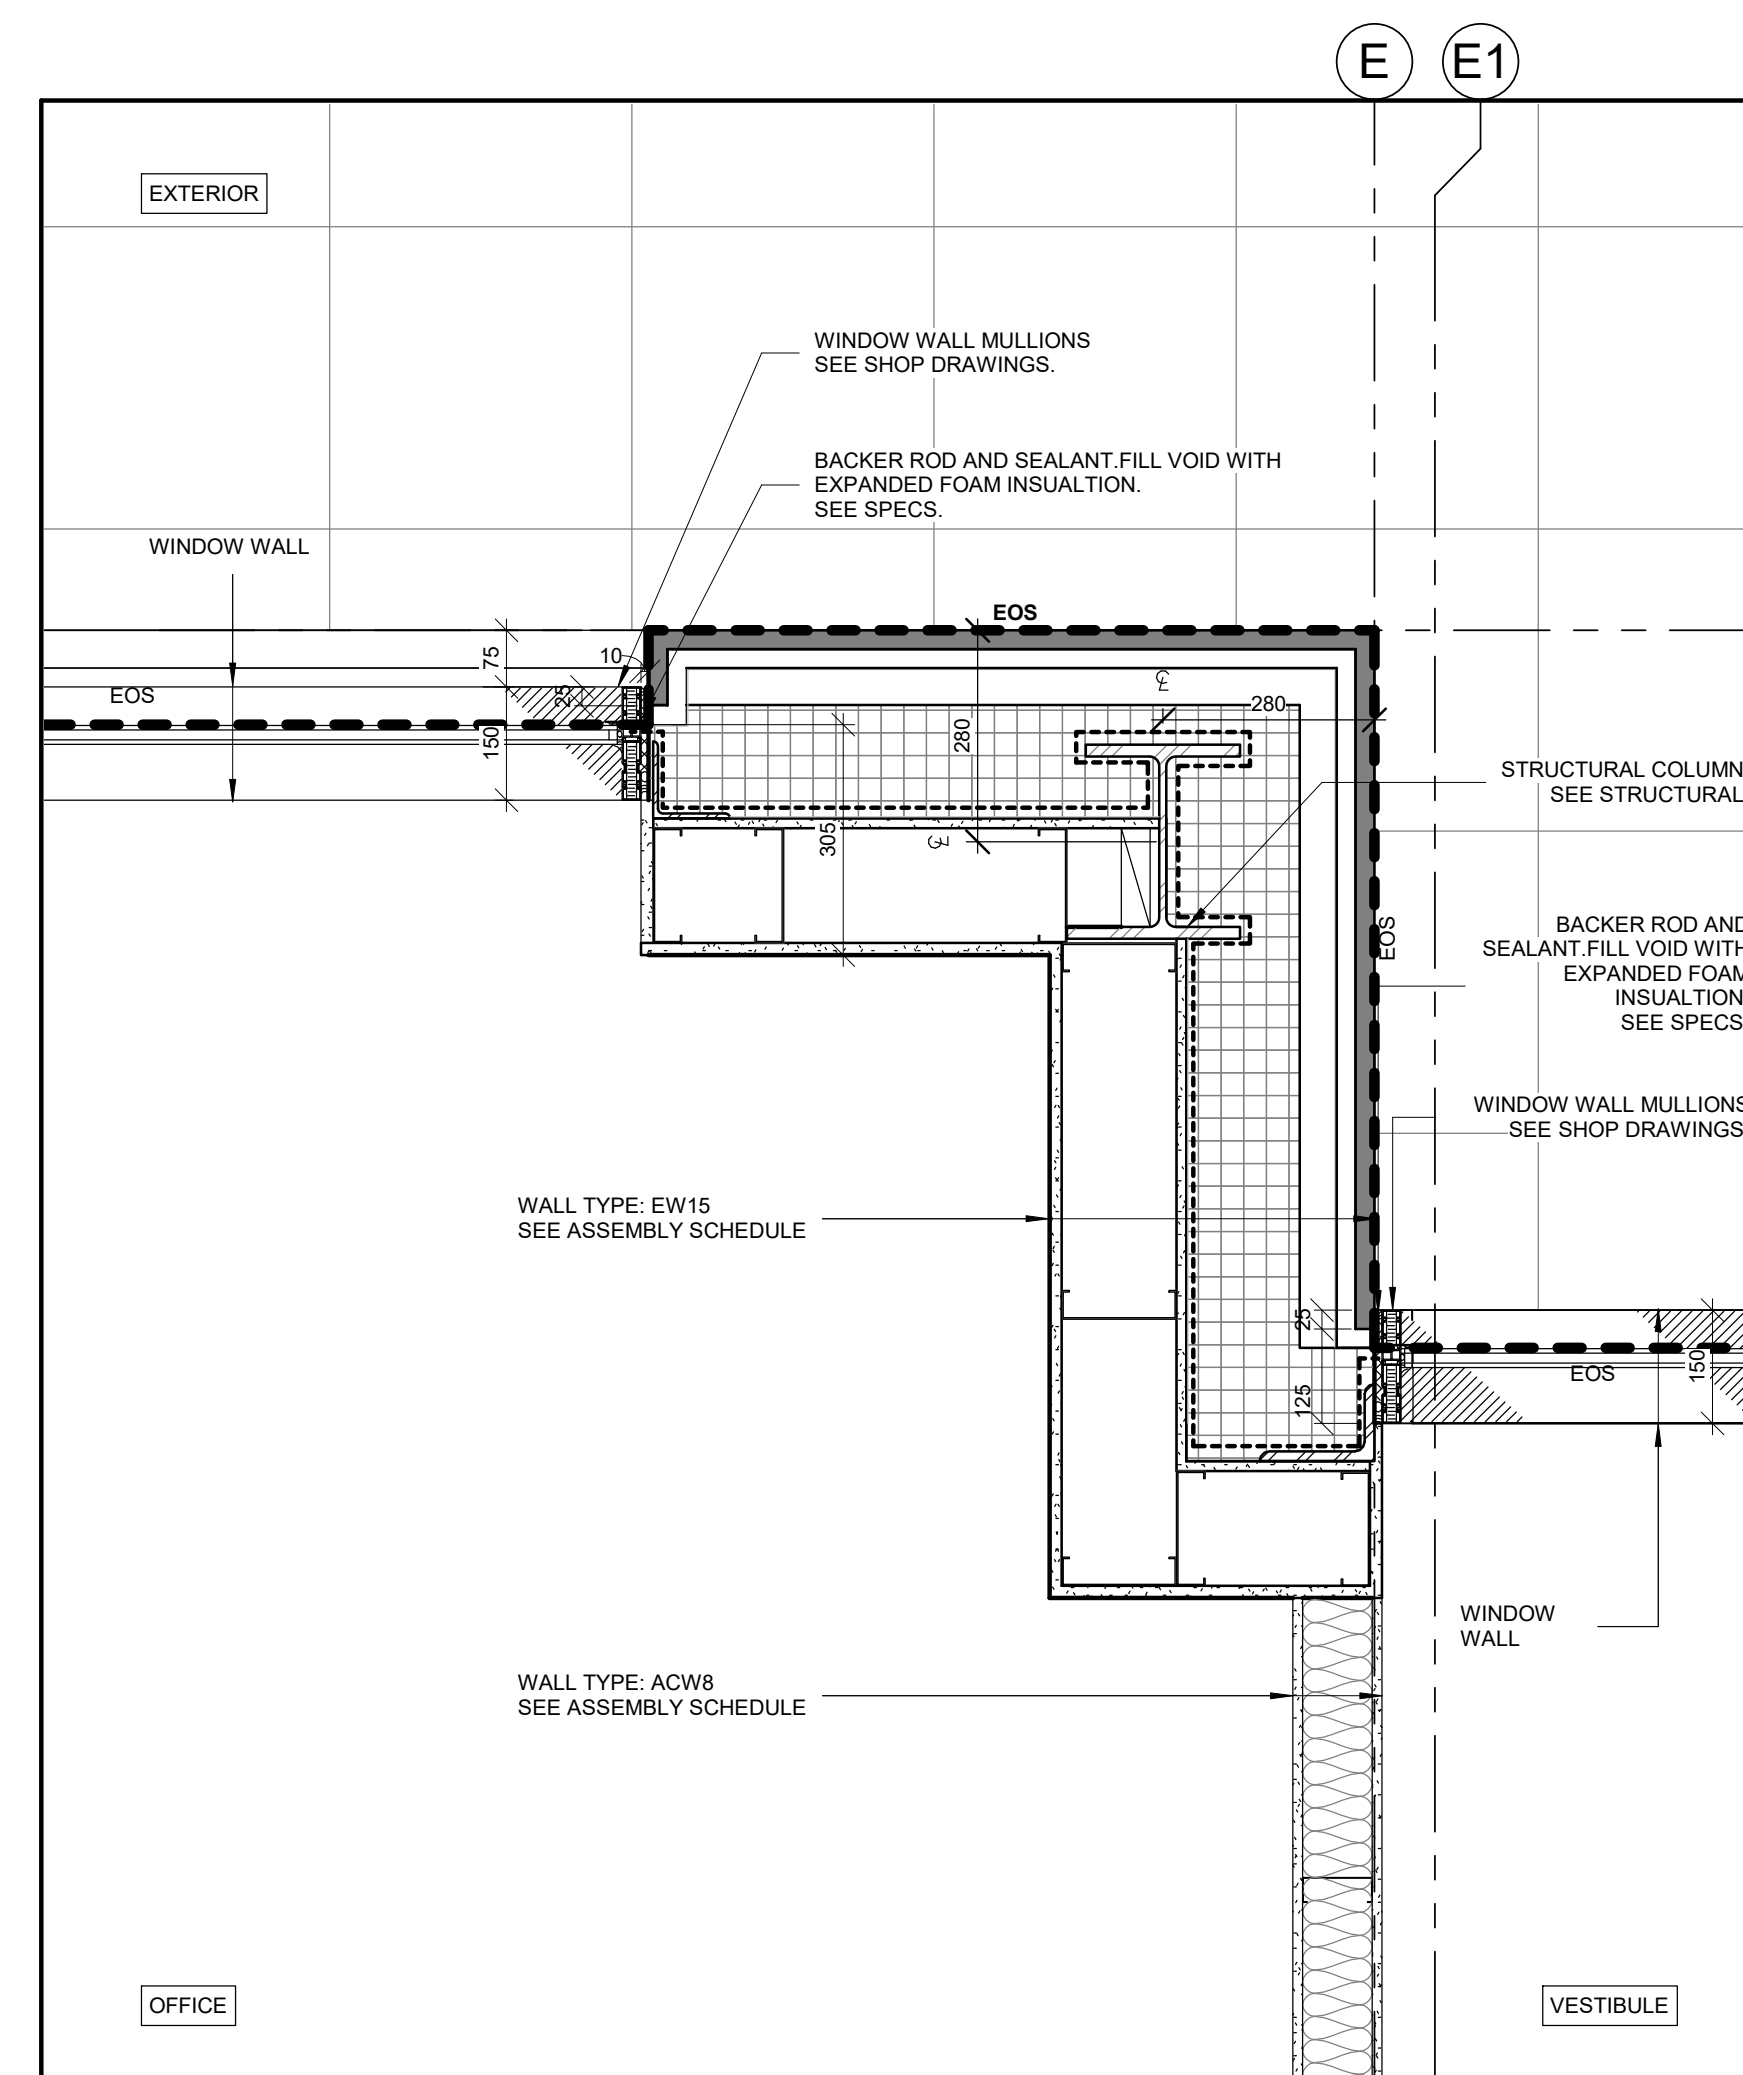 E
E1
EXTERIOR
WINDOW WALL MULLIONS
SEE SHOP DRAWINGS.
BACKER ROD AND SEALANT.FILL VOID WITH
EXPANDED FOAM INSUALTION.
SEE SPECS.
WINDOW WALL
EOS
75
10
25
EOS
150
280
℄
280
305
℄
STRUCTURAL COLUMN
SEE STRUCTURAL
EOS
BACKER ROD AND
SEALANT.FILL VOID WITH
EXPANDED FOAM
INSUALTION
SEE SPECS
WINDOW WALL MULLIONS
SEE SHOP DRAWINGS
WALL TYPE: EW15
SEE ASSEMBLY SCHEDULE
25
150
EOS
125
WINDOW
WALL
WALL TYPE: ACW8
SEE ASSEMBLY SCHEDULE
OFFICE
VESTIBULE